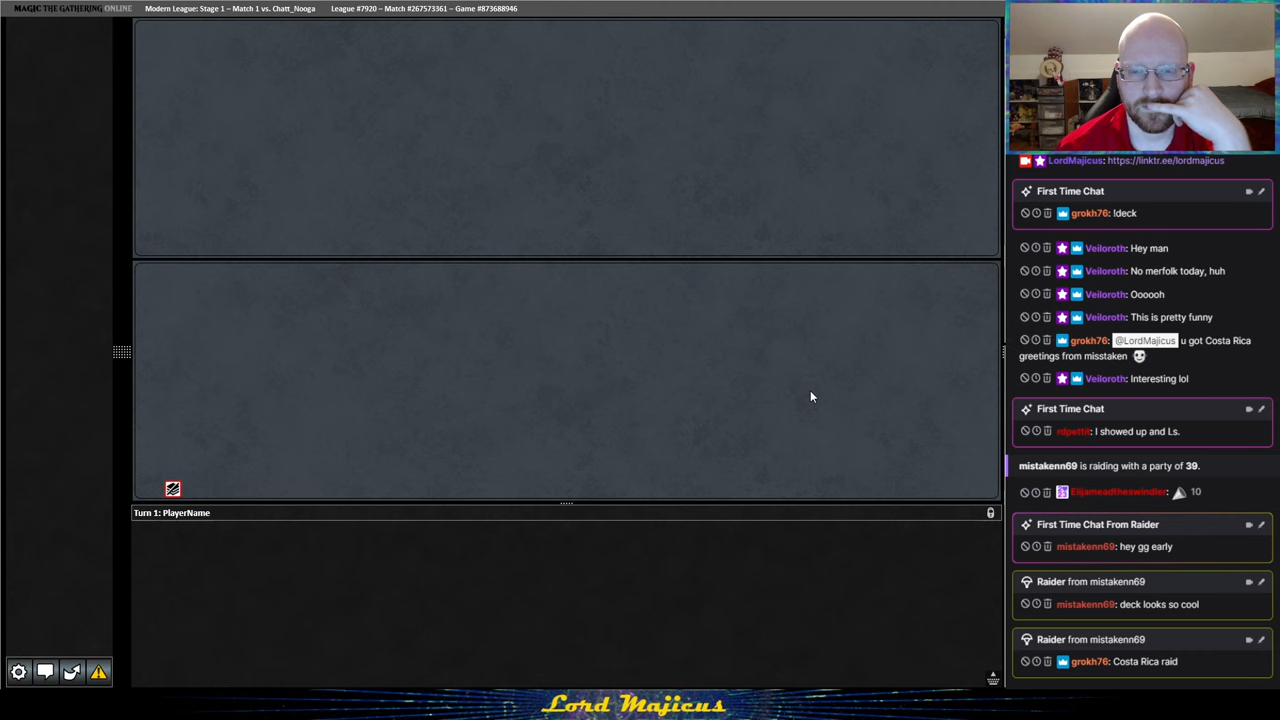 MAGIC THE GATHERING ONLINE
Modern League: Stage 1 – Match 1 vs. Chatt_Nooga
League #7920 – Match #267573361 – Game #873688946
Turn 1: PlayerName
LordMajicus: https://linktr.ee/lordmajicus
First Time Chat
grokh76: !deck
Veiloroth: Hey man
Veiloroth: No merfolk today, huh
Veiloroth: Oooooh
Veiloroth: This is pretty funny
grokh76: @LordMajicus u got Costa Rica
greetings from misstaken
Veiloroth: Interesting lol
First Time Chat
rdpettit: I showed up and Ls.
mistakenn69 is raiding with a party of 39.
Elijameadtheswindler: 10
First Time Chat From Raider
mistakenn69: hey gg early
Raider from mistakenn69
mistakenn69: deck looks so cool
Raider from mistakenn69
grokh76: Costa Rica raid
Lord Majicus